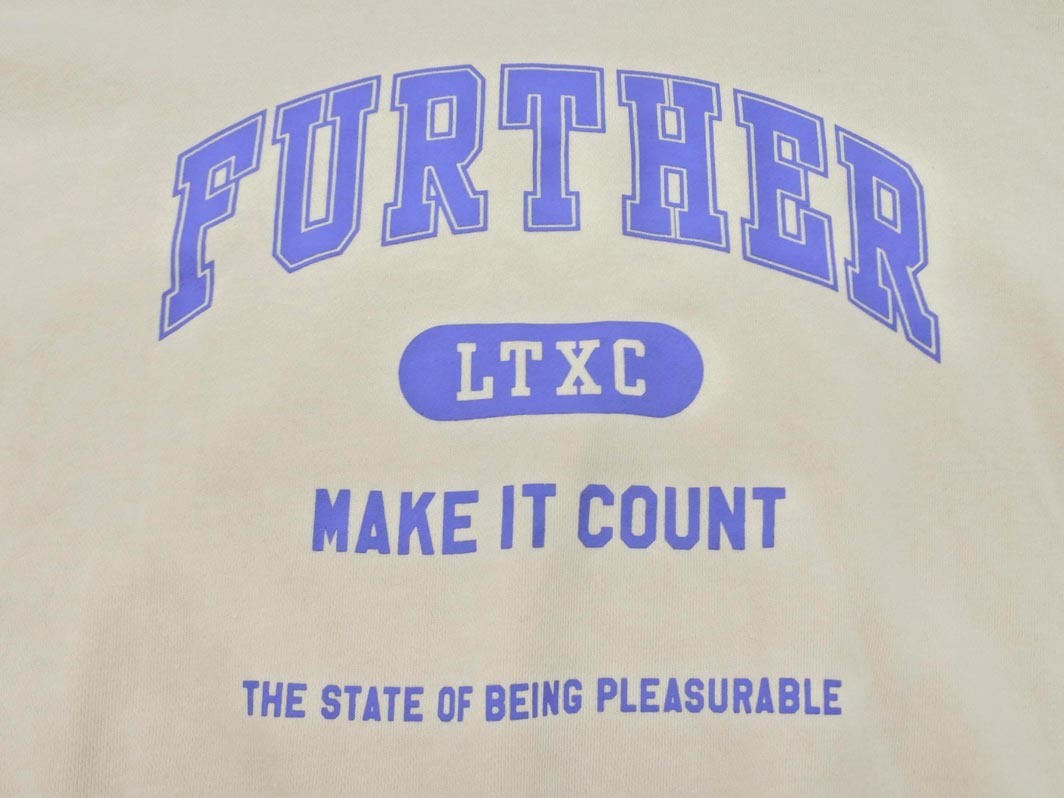 FURTHER
LTXC
MAKE IT COUNT
THE STATE OF BEING PLEASURABLE